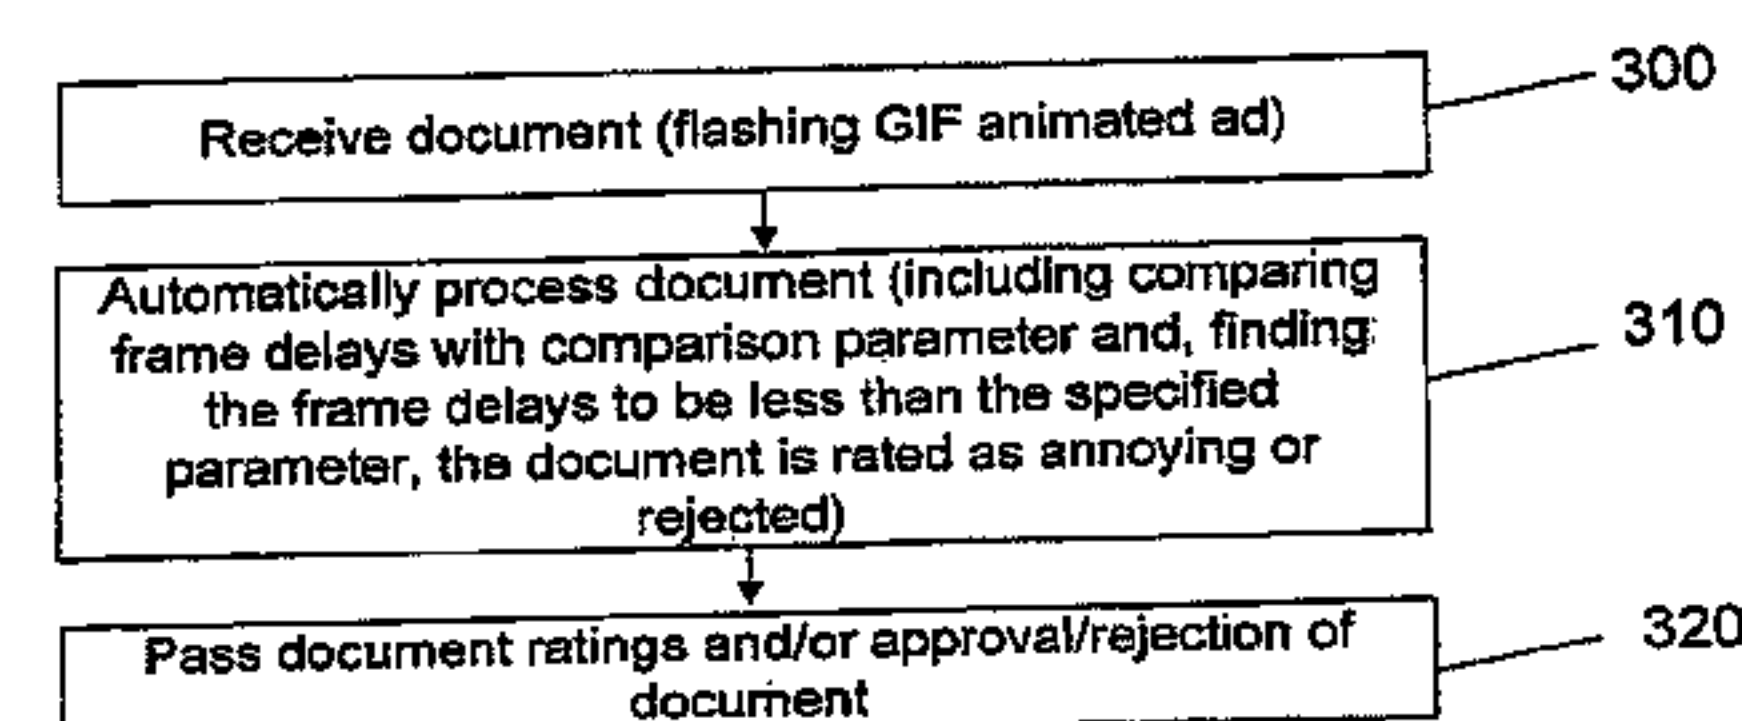 300
Receive document (flashing GIF animated ad)
Automatically process document (including comparing
frame delays with comparison parameter and, finding
310
the frame delays to be less than the specified
parameter, the document is rated as annoying or
rejected)
320
Pass document ratings and/or approval/rejection of
document